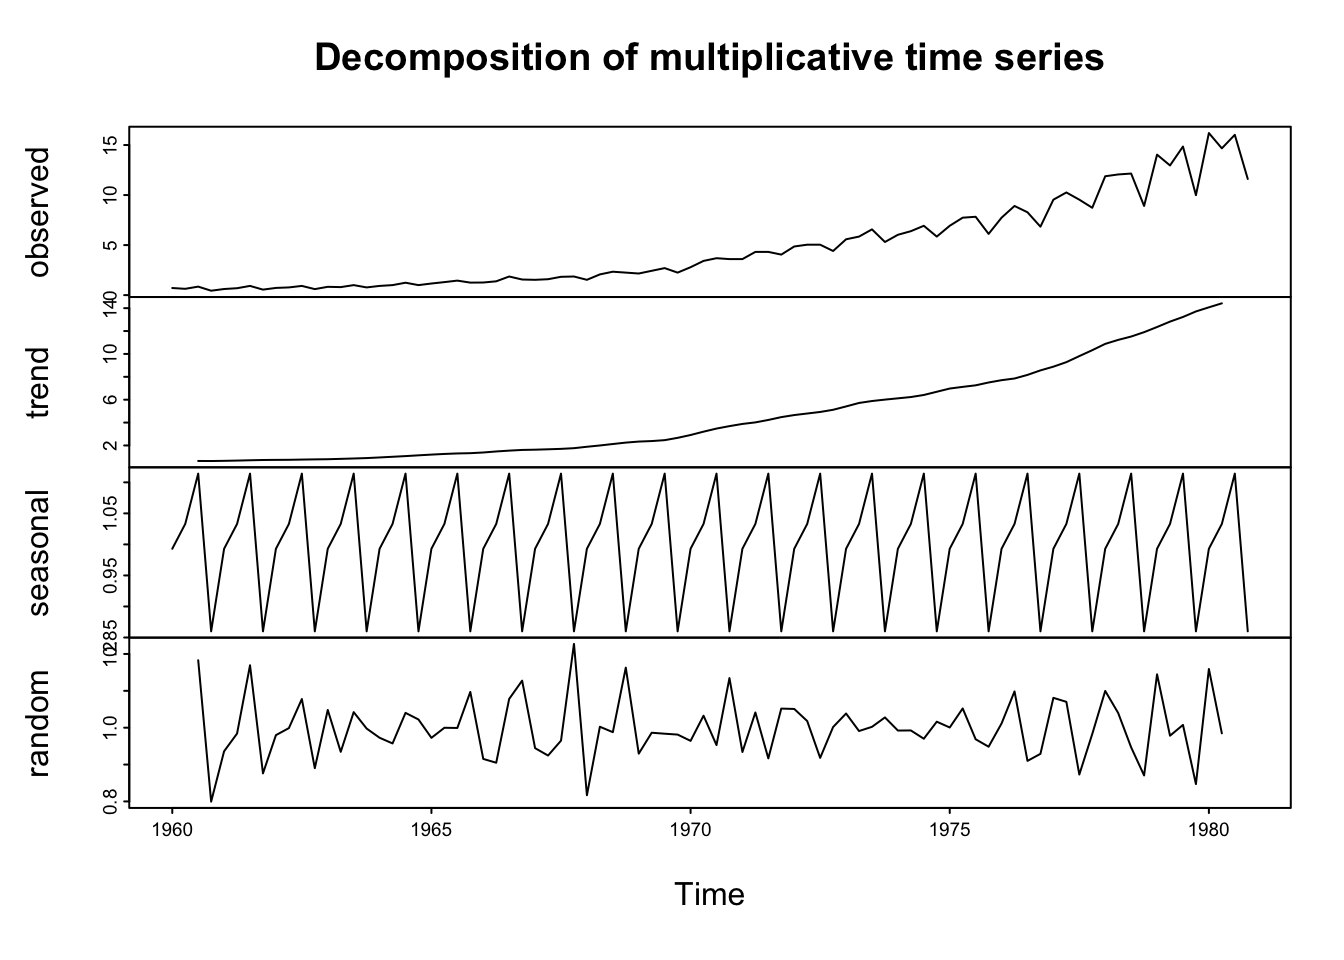 Decomposition of multiplicative time series
observed
0 5 10 15
trend
2 6 10 14
seasonal
0.95 1.05
random
0.8 1.0
1960 1965 1970 1975 1980
Time